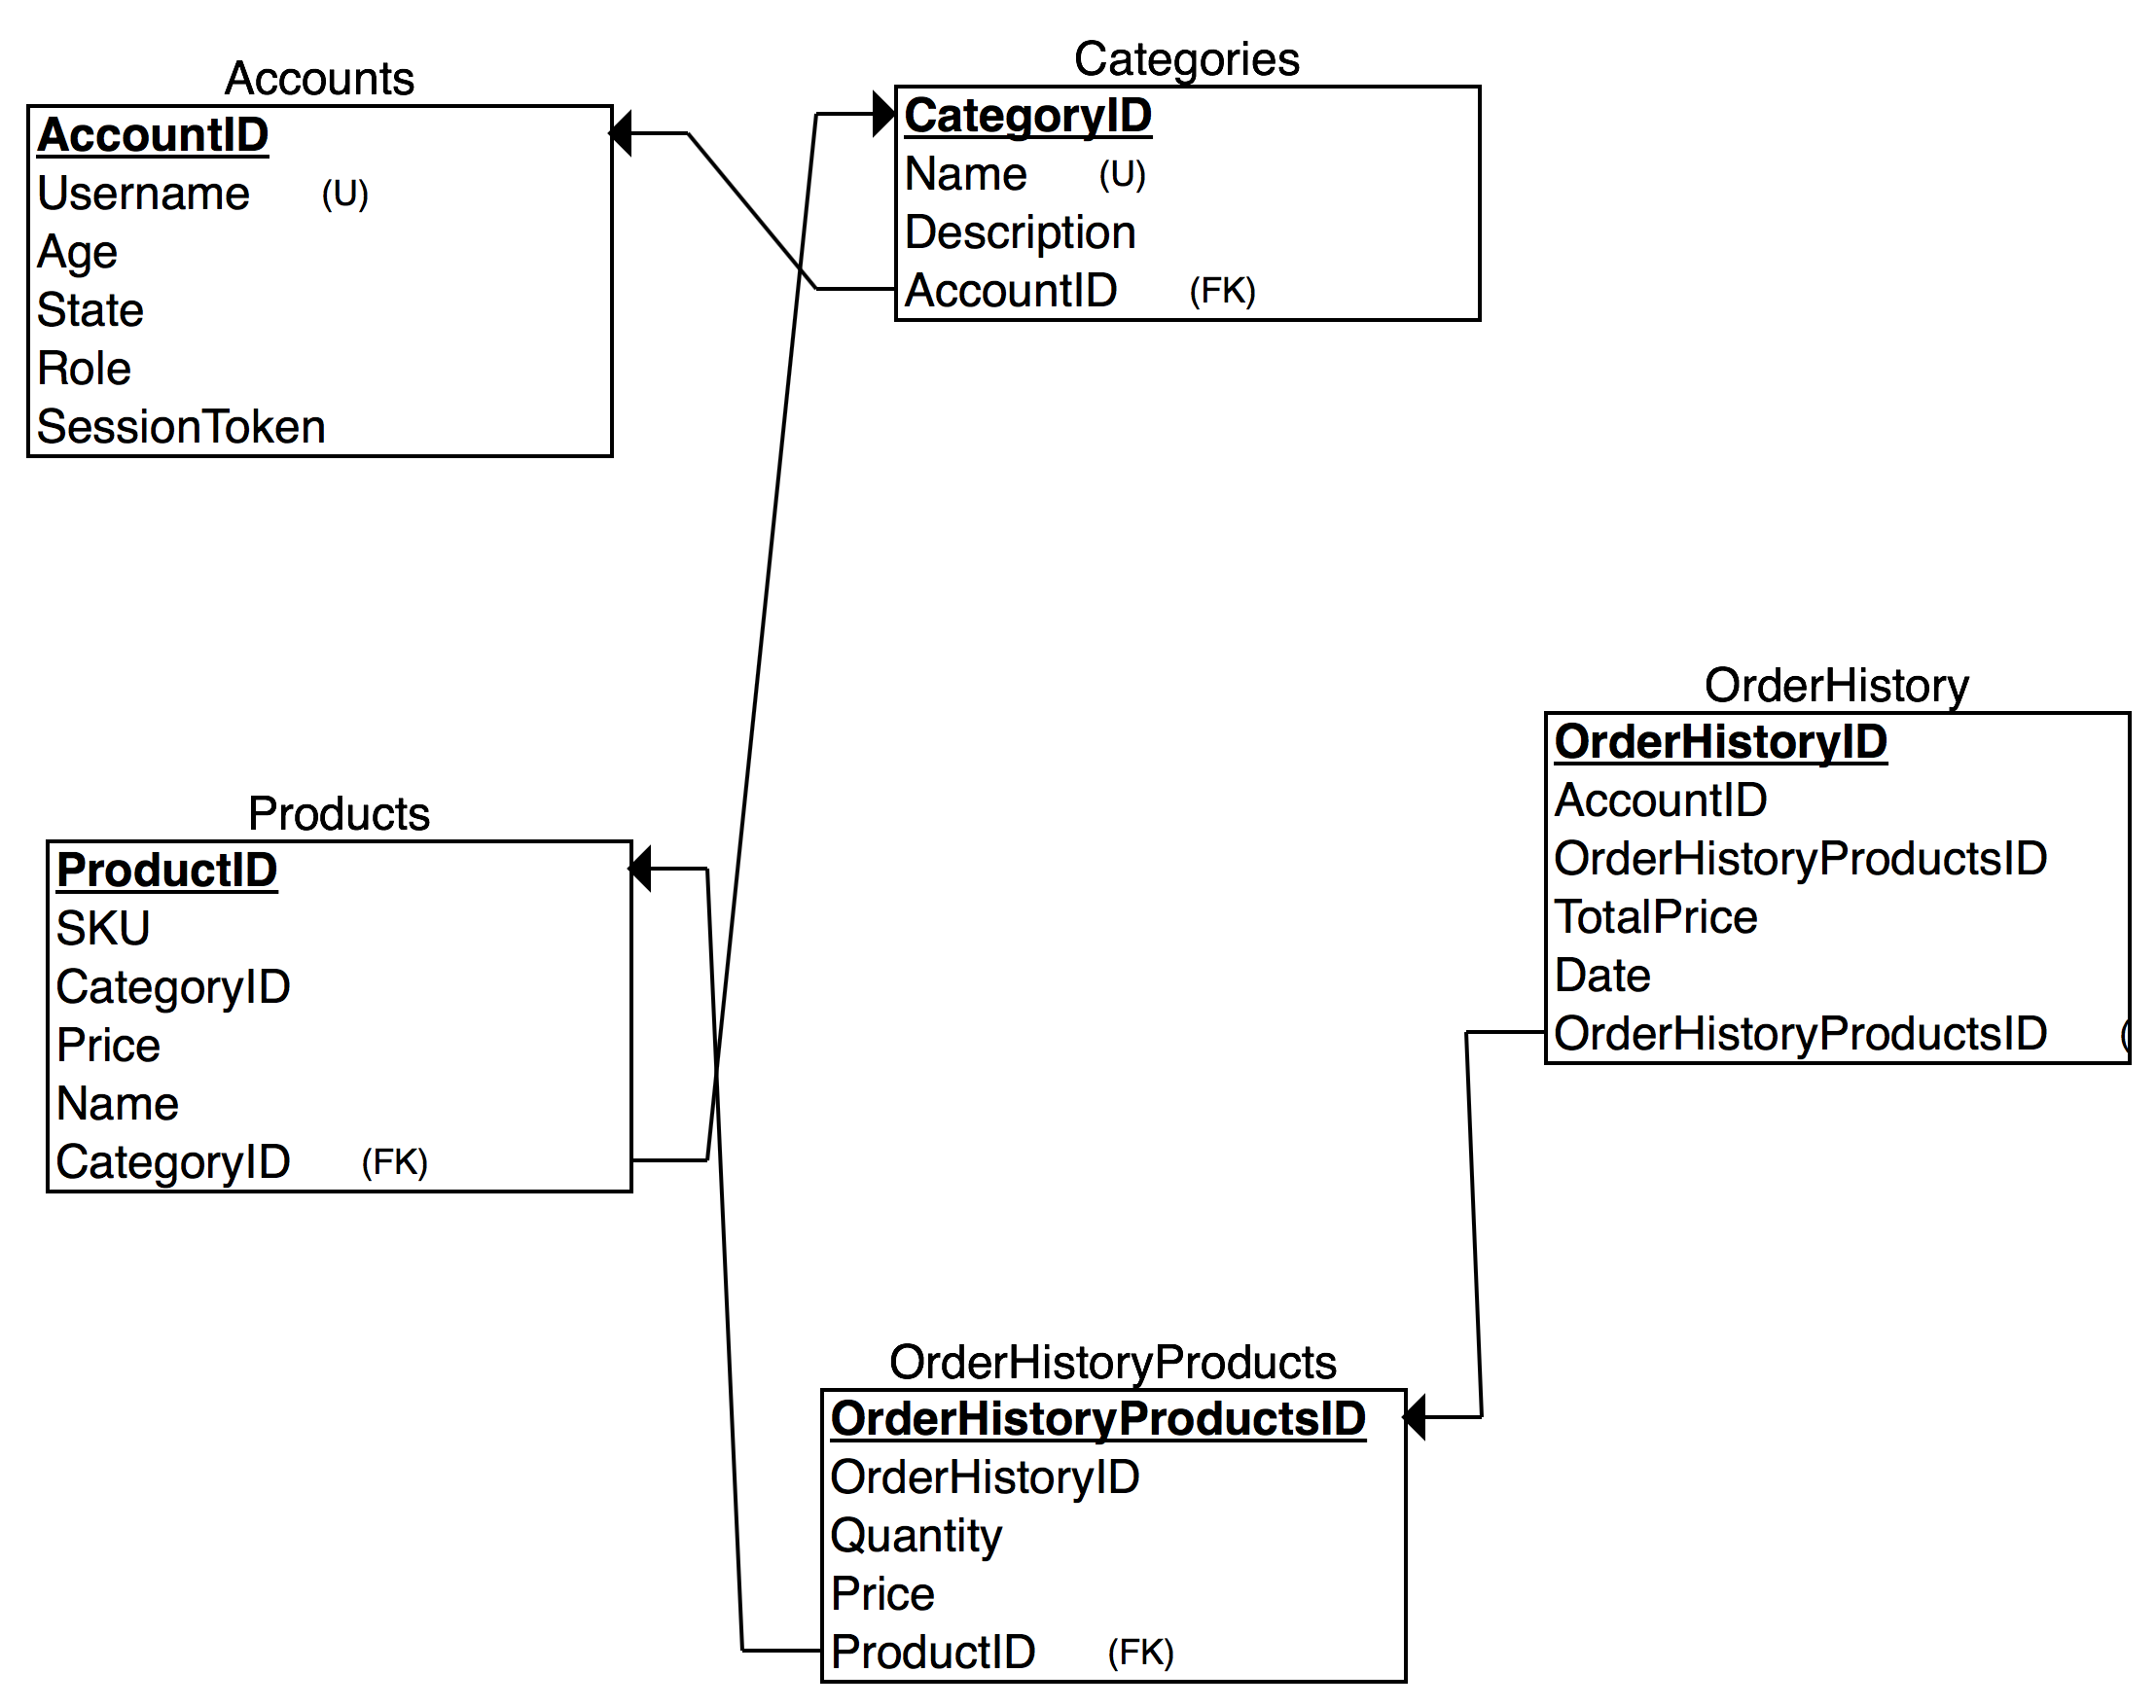 Accounts
AccountID
Username (U)
Age
State
Role
SessionToken
Categories
CategoryID
Name (U)
Description
AccountID (FK)
Products
ProductID
SKU
CategoryID
Price
Name
CategoryID (FK)
OrderHistory
OrderHistoryID
AccountID
OrderHistoryProductsID
TotalPrice
Date
OrderHistoryProductsID (
OrderHistoryProducts
OrderHistoryProductsID
OrderHistoryID
Quantity
Price
ProductID (FK)